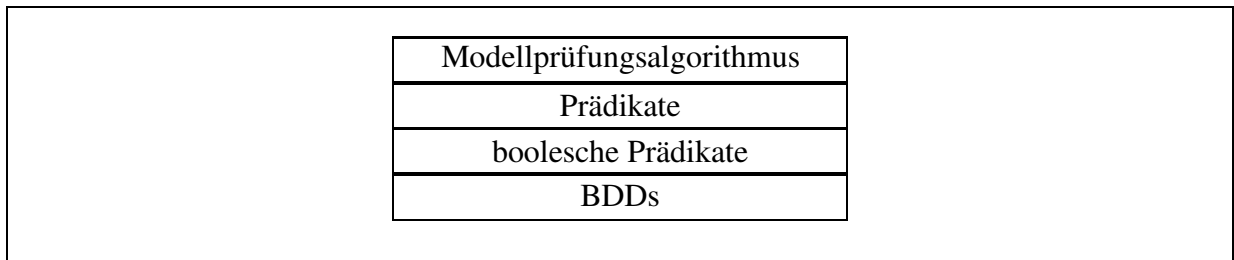 Modellprüfungsalgorithmus
Prädikate
boolesche Prädikate
BDDs